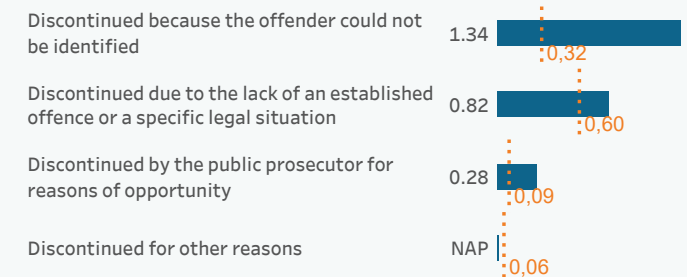 Discontinued because the offender could not
be identified
1.34
0,32
Discontinued due to the lack of an established
offence or a specific legal situation
0.82
0,60
Discontinued by the public prosecutor for
reasons of opportunity
0.28
0,09
Discontinued for other reasons
NAP
0,06